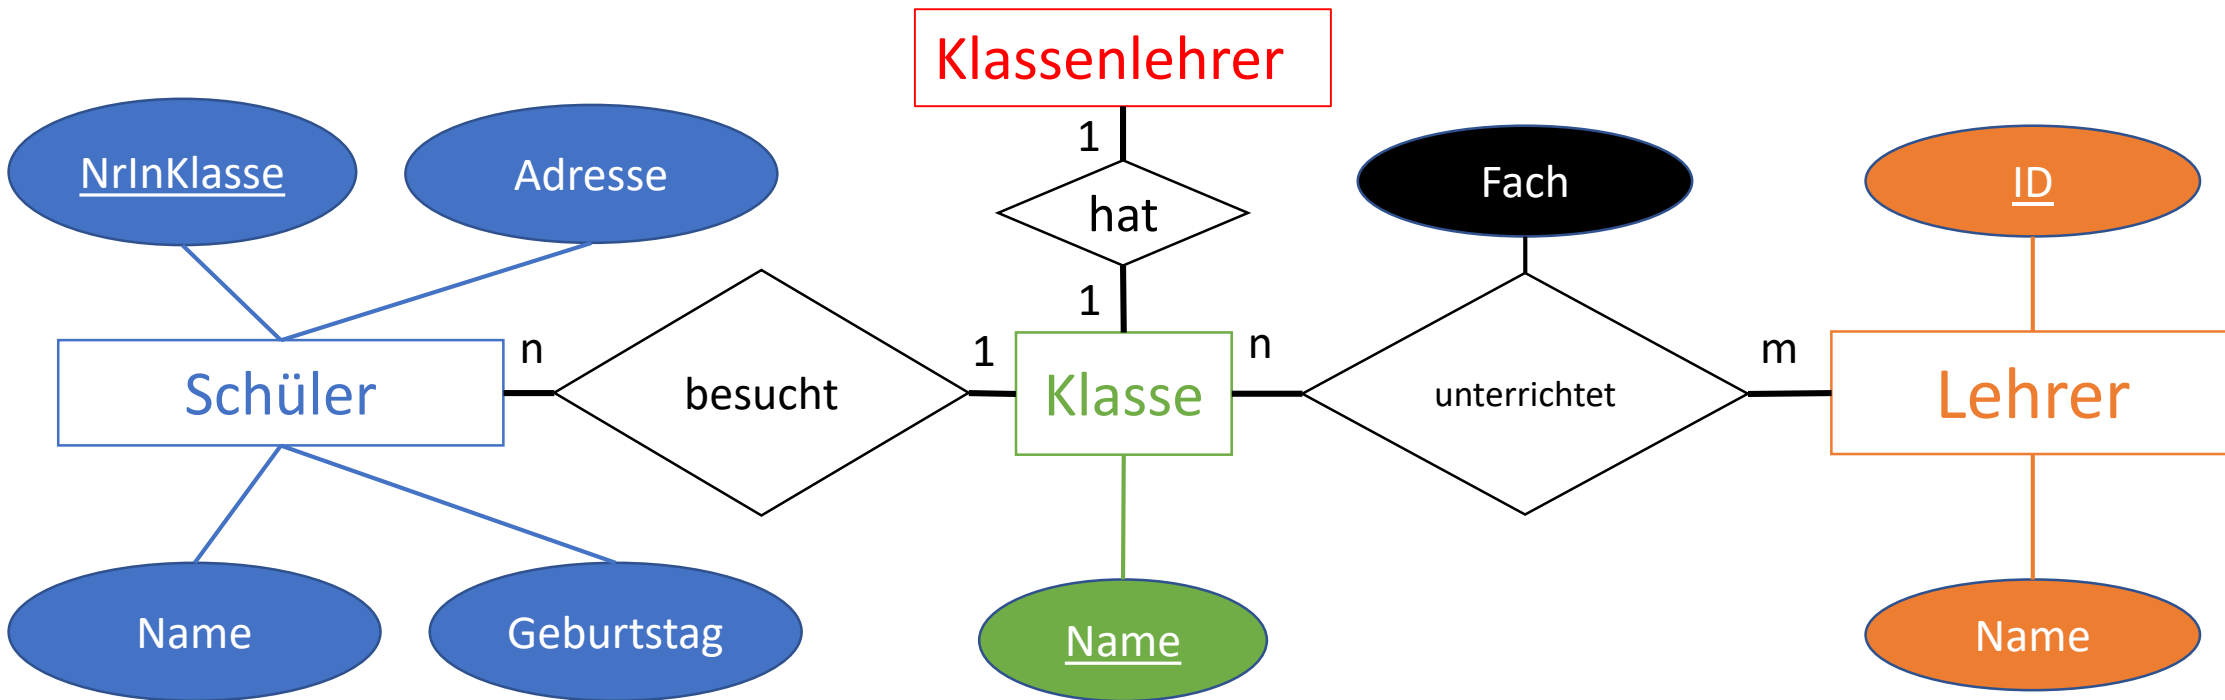 Klassenlehrer
1
NrInKlasse
Adresse
hat
Fach
ID
1
n
1
n
m
Schüler
besucht
Klasse
unterrichtet
Lehrer
Name
Geburtstag
Name
Name